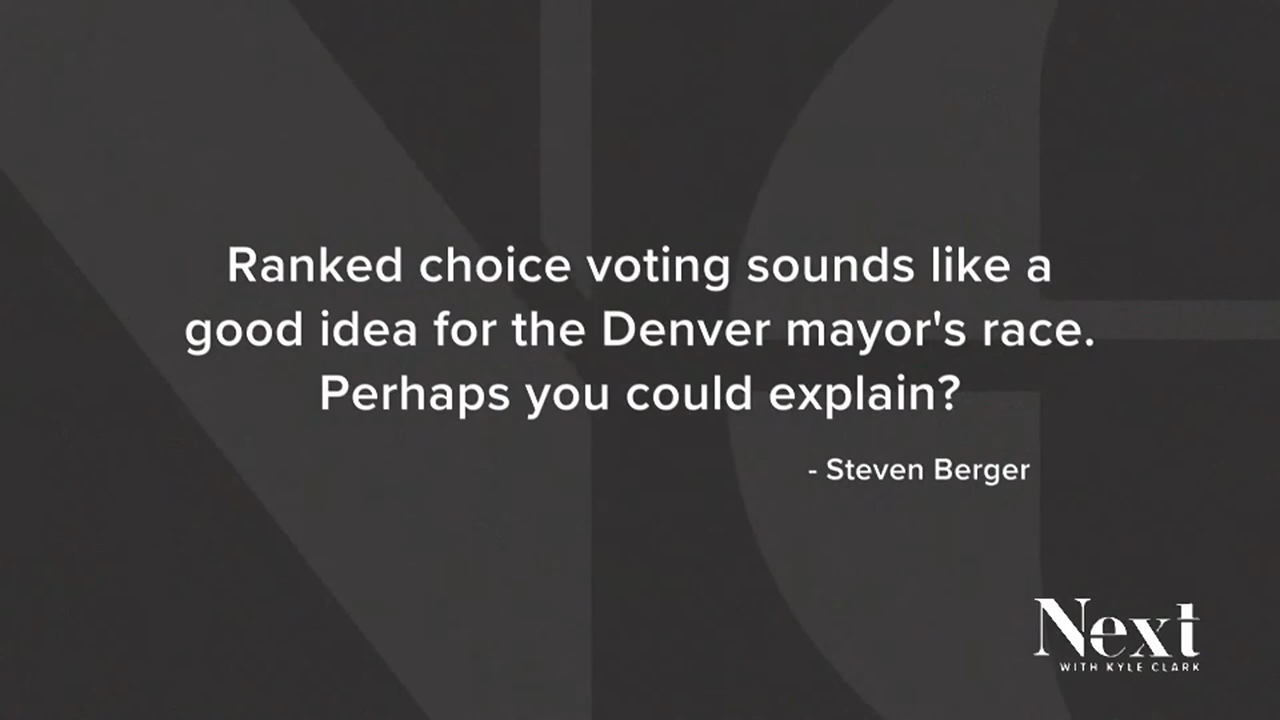 Ranked choice voting sounds like a
good idea for the Denver mayor's race.
Perhaps you could explain?
- Steven Berger
Next
WITH KYLE CLARK